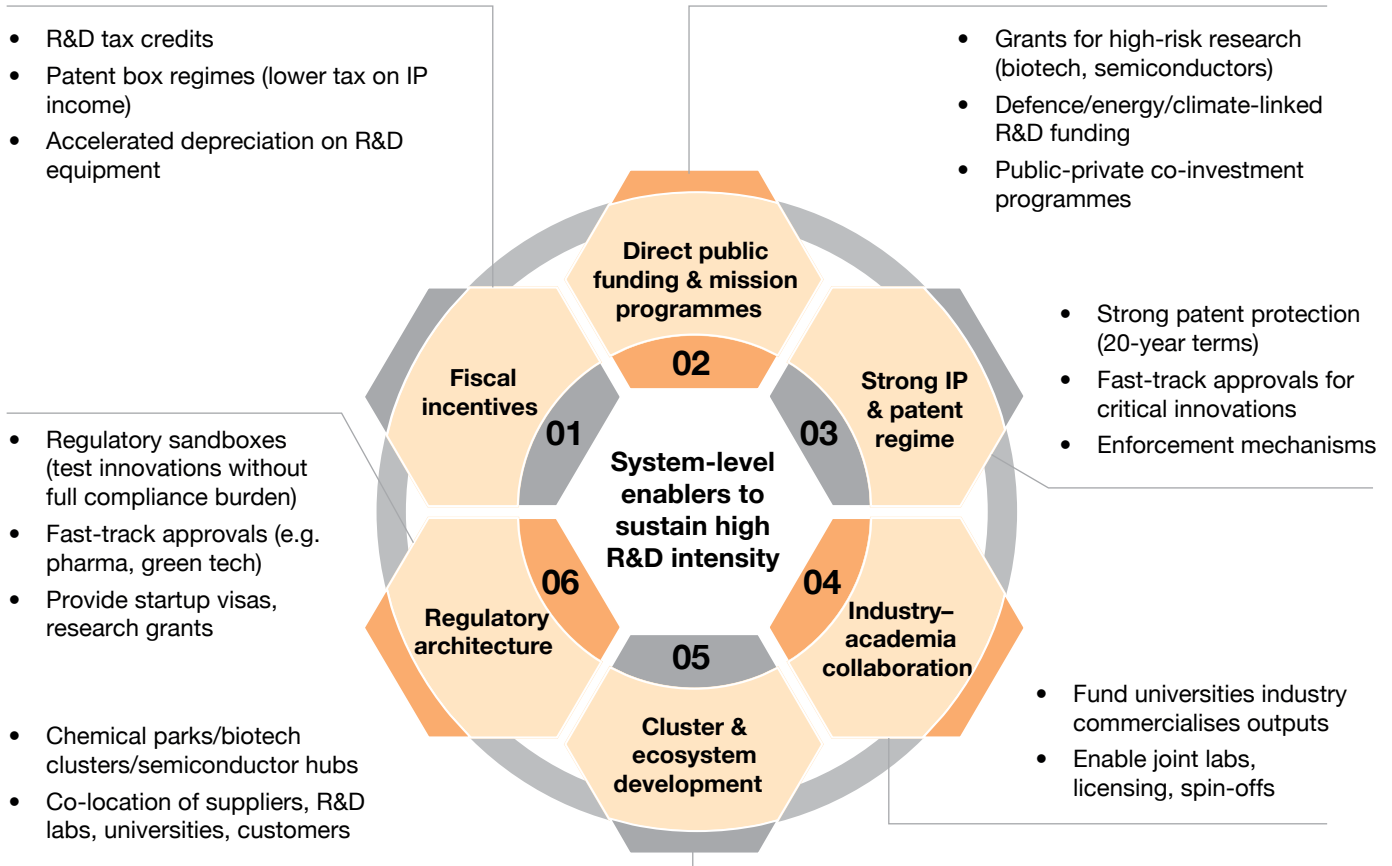 • R&D tax credits
• Patent box regimes (lower tax on IP
income)
• Accelerated depreciation on R&D
equipment
• Grants for high-risk research
(biotech, semiconductors)
• Defence/energy/climate-linked
R&D funding
• Public-private co-investment
programmes
Direct public
funding & mission
programmes
02
Fiscal
incentives
01
Strong IP
& patent
regime
03
• Strong patent protection
(20-year terms)
• Fast-track approvals for
critical innovations
• Enforcement mechanisms
System-level
enablers to
sustain high
R&D intensity
• Regulatory sandboxes
(test innovations without
full compliance burden)
• Fast-track approvals (e.g.
pharma, green tech)
• Provide startup visas,
research grants
06
Regulatory
architecture
04
Industry–
academia
collaboration
05
Cluster &
ecosystem
development
• Fund universities industry
commercialises outputs
• Enable joint labs,
licensing, spin-offs
• Chemical parks/biotech
clusters/semiconductor hubs
• Co-location of suppliers, R&D
labs, universities, customers